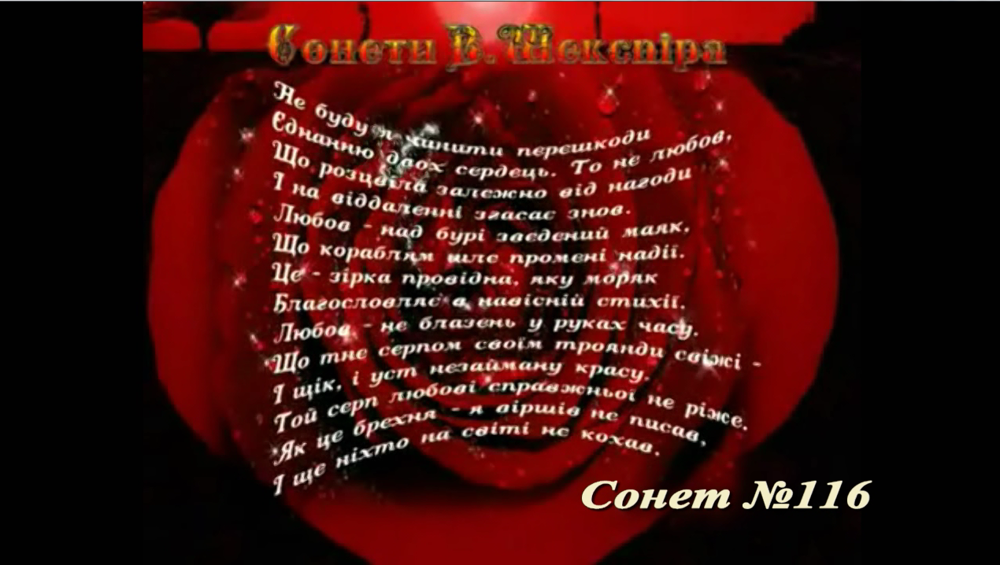 Сонети В. Шекспіра
Не буду я чинити перешкоди
Єднанню двох сердець. То не любов,
Що розцвіла залежно від нагоди
І на віддаленні згасає знов.
Любов - над бурі зведений маяк,
Що кораблям шле промені надії.
Це - зірка провідна, яку моряк
Благословляє в навісній стихії.
Любов - не блазень у руках часу,
Що тне серпом своїм троянди свіжі -
І щік, і уст незайману красу.
Той серп любові справжньої не ріже.
Як це брехня - я віршів не писав,
І ще ніхто на світі не кохав.
Сонет №116